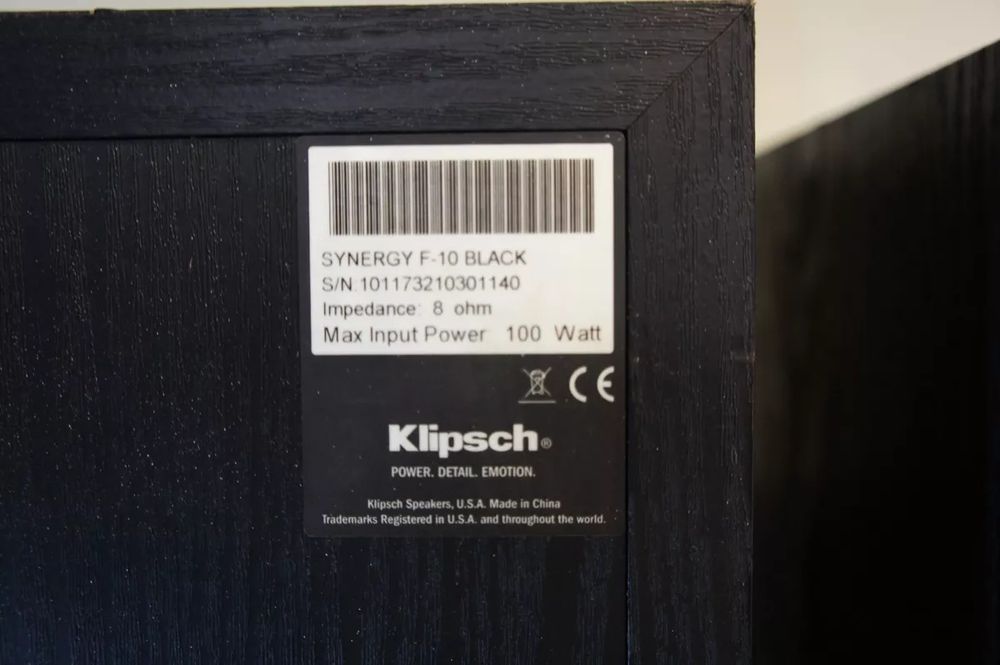 SYNERGY F-10 BLACK
S/N:101173210301140
Impedance: 8 ohm
Max Input Power: 100 Watt
CE
Klipsch®
POWER. DETAIL. EMOTION.
Klipsch Speakers, U.S.A. Made in China
Trademarks Registered in U.S.A. and throughout the world.